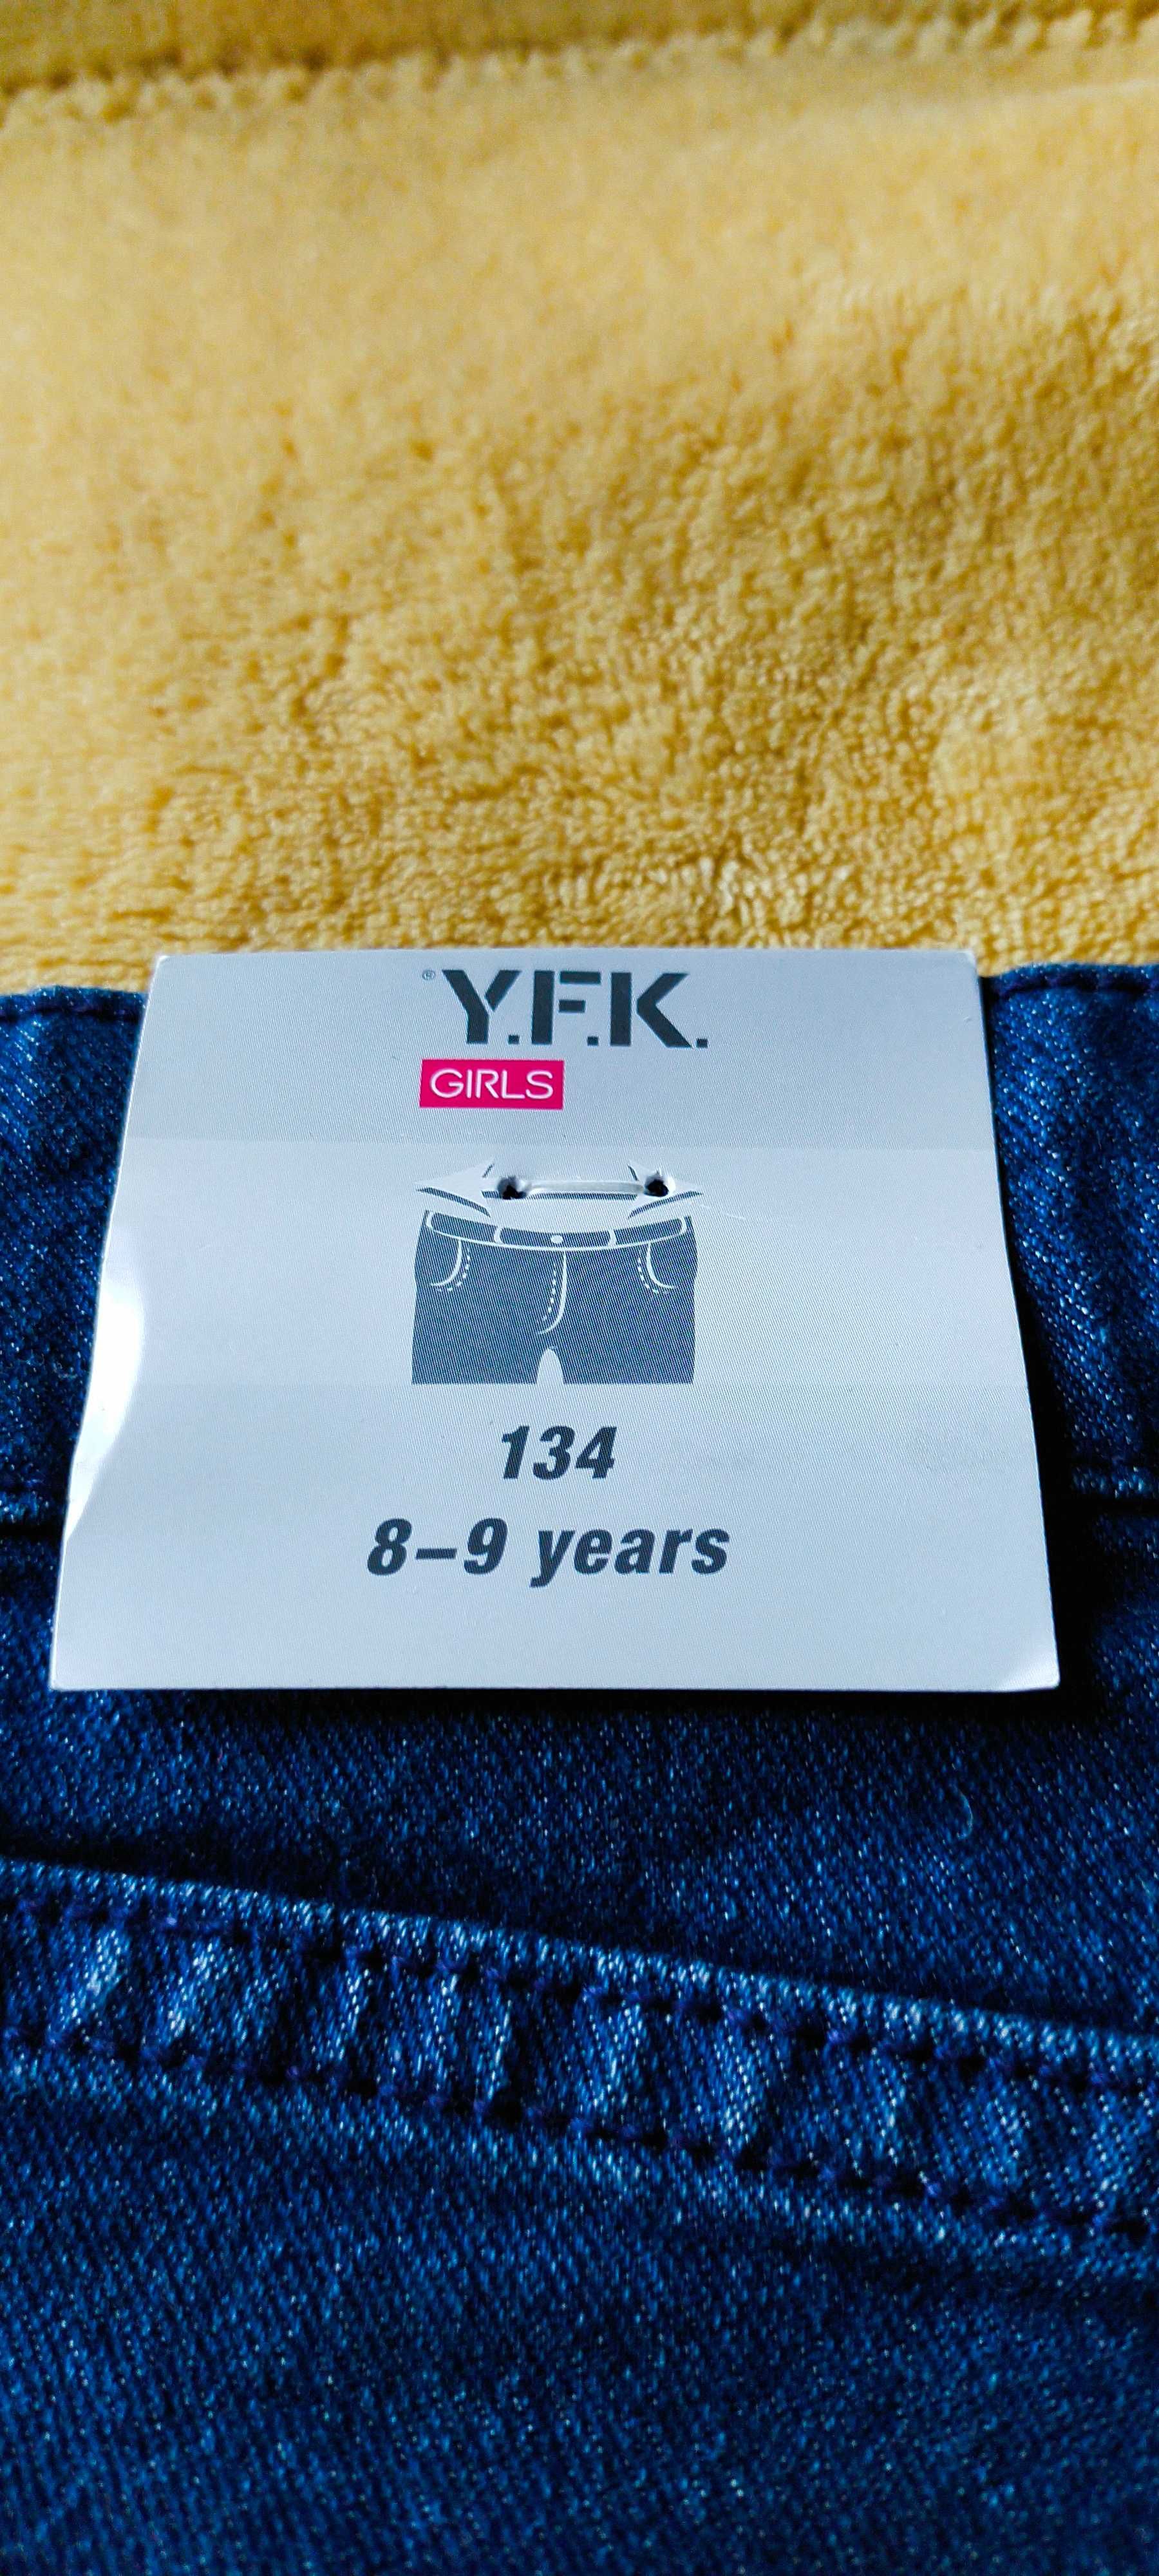 ® Y.F.K.
GIRLS
134
8–9 years